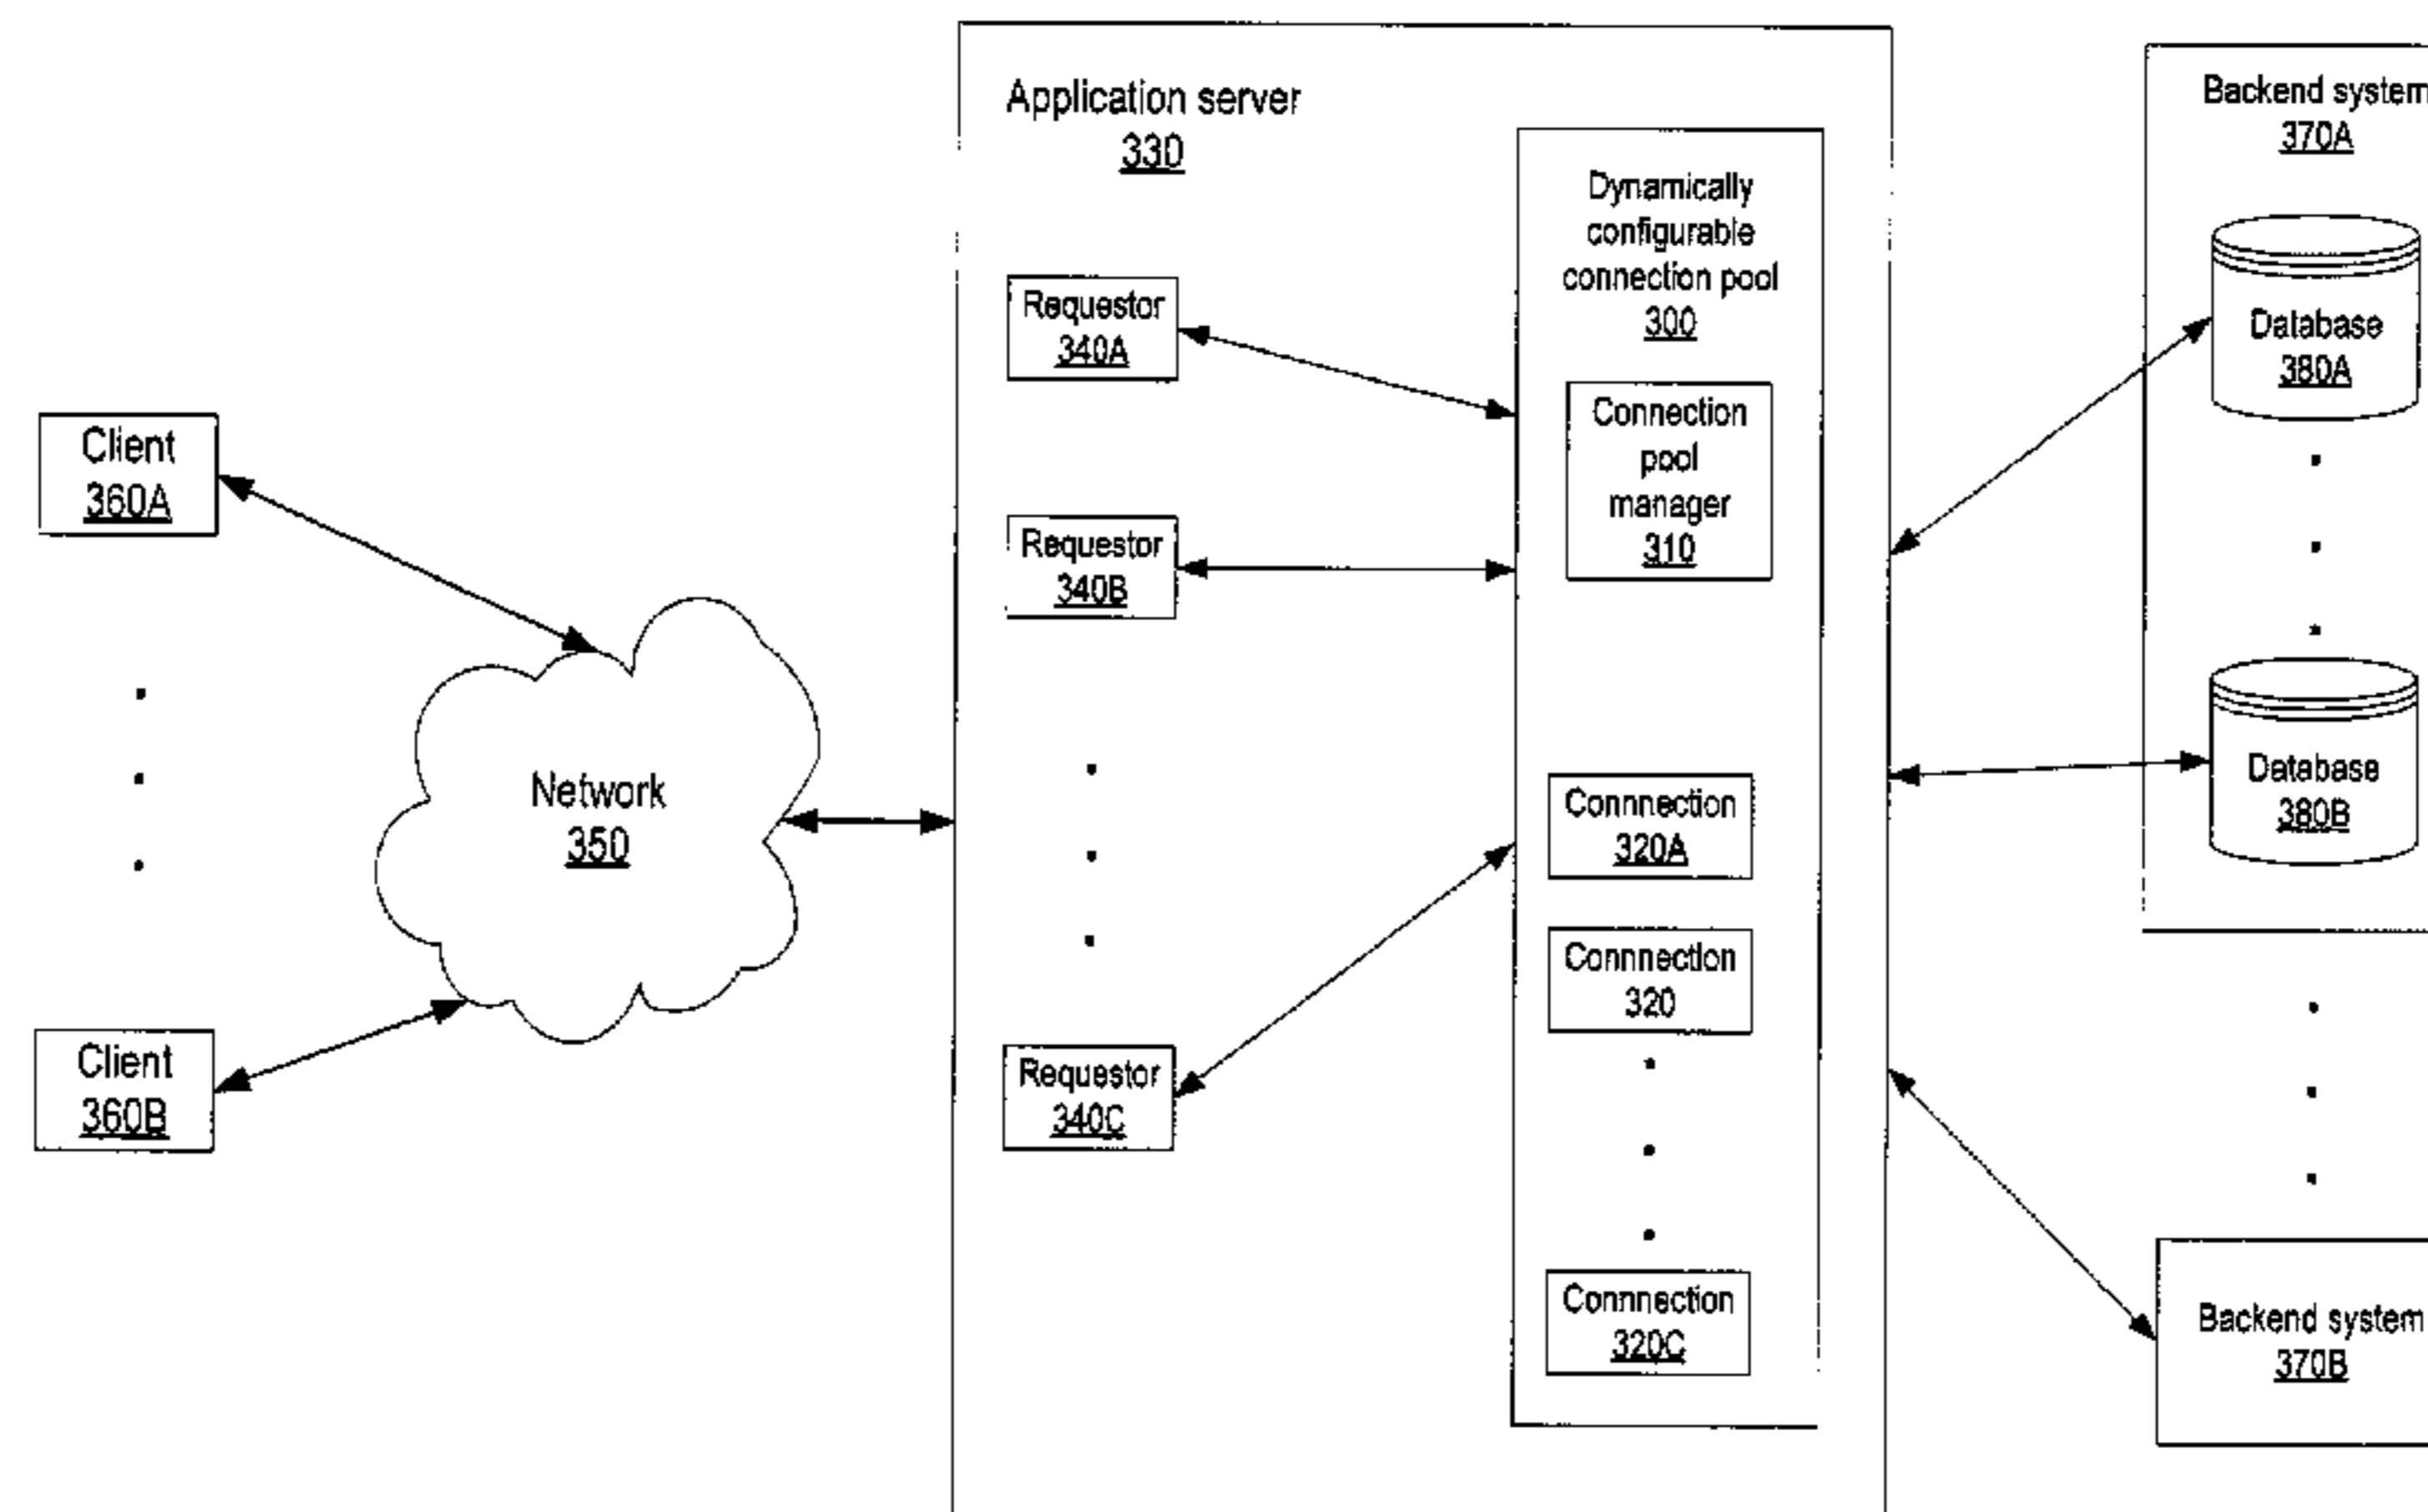 Application server
330
Dynamically
configurable
connection pool
300
Connection
pool
manager
310
Requestor
340A
Requestor
340B
Requestor
340C
Connnection
320A
Connnection
320
Connnection
320C
Client
360A
Client
360B
Network
350
Backend system
370A
Database
380A
Database
380B
Backend system
370B